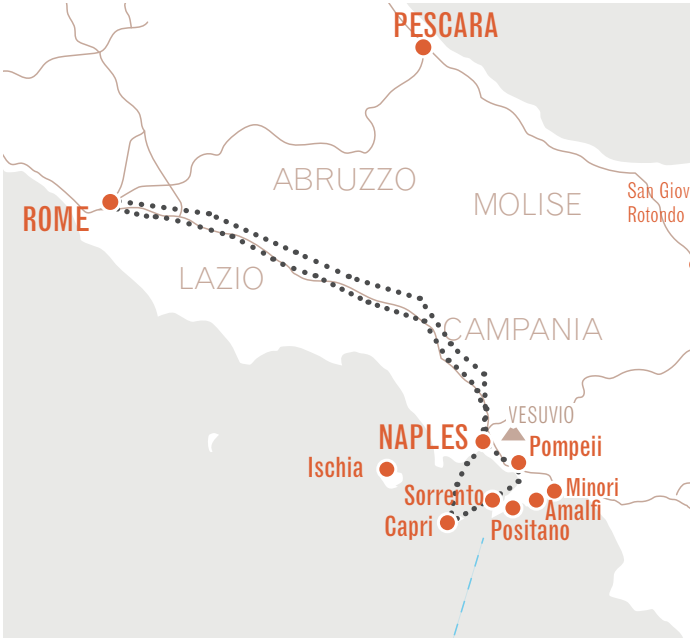 PESCARA
ABRUZZO
MOLISE
San Giov
Rotondo
ROME
LAZIO
CAMPANIA
VESUVIO
NAPLES
Pompeii
Ischia
Sorrento
Minori
Amalfi
Capri
Positano